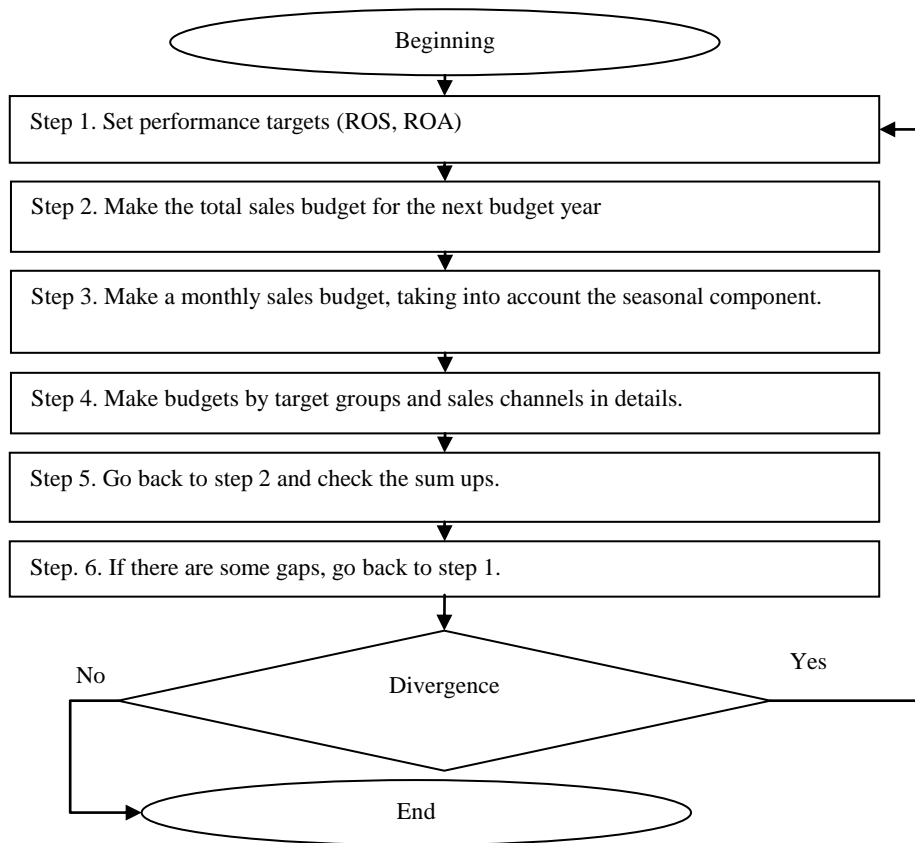 Beginning
Step 1. Set performance targets (ROS, ROA)
Step 2. Make the total sales budget for the next budget year
Step 3. Make a monthly sales budget, taking into account the seasonal component.
Step 4. Make budgets by target groups and sales channels in details.
Step 5. Go back to step 2 and check the sum ups.
Step. 6. If there are some gaps, go back to step 1.
No
Yes
Divergence
End